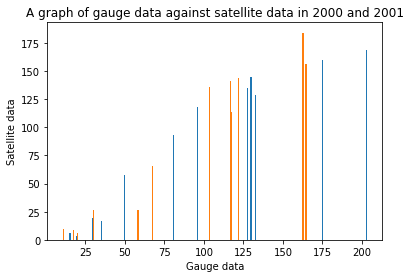 A graph of gauge data against satellite data in 2000 and 2001
175
150
125
100
75
50
25
0
Satellite data
25 50 75 100 125 150 175 200
Gauge data